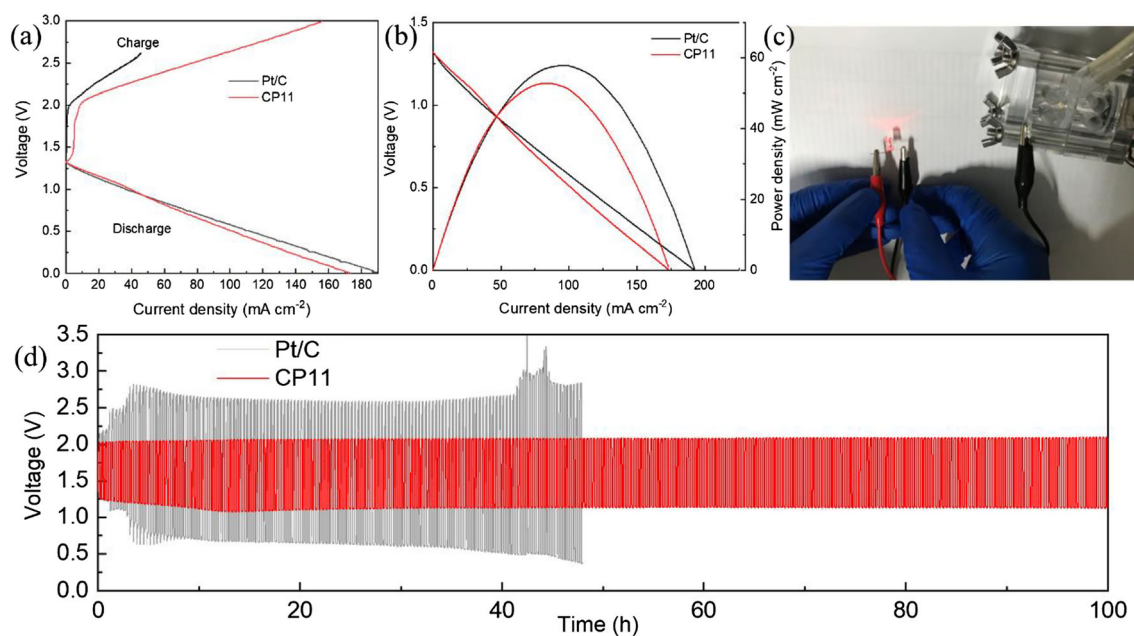 (a)
3.0
2.5
2.0
1.5
1.0
0.5
0.0
Voltage (V)
Charge
Pt/C
CP11
Discharge
0 20 40 60 80 100 120 140 160 180
Current density (mA cm-2)
(b)
1.5
1.0
0.5
0.0
Voltage (V)
Pt/C
CP11
60
50
40
30
20
10
0
Power density (mW cm-2)
0 50 100 150 200
Current density (mA cm-2)
(c)
(d)
3.5
3.0
2.5
2.0
1.5
1.0
0.5
0.0
Voltage (V)
Pt/C
CP11
0 20 40 60 80 100
Time (h)